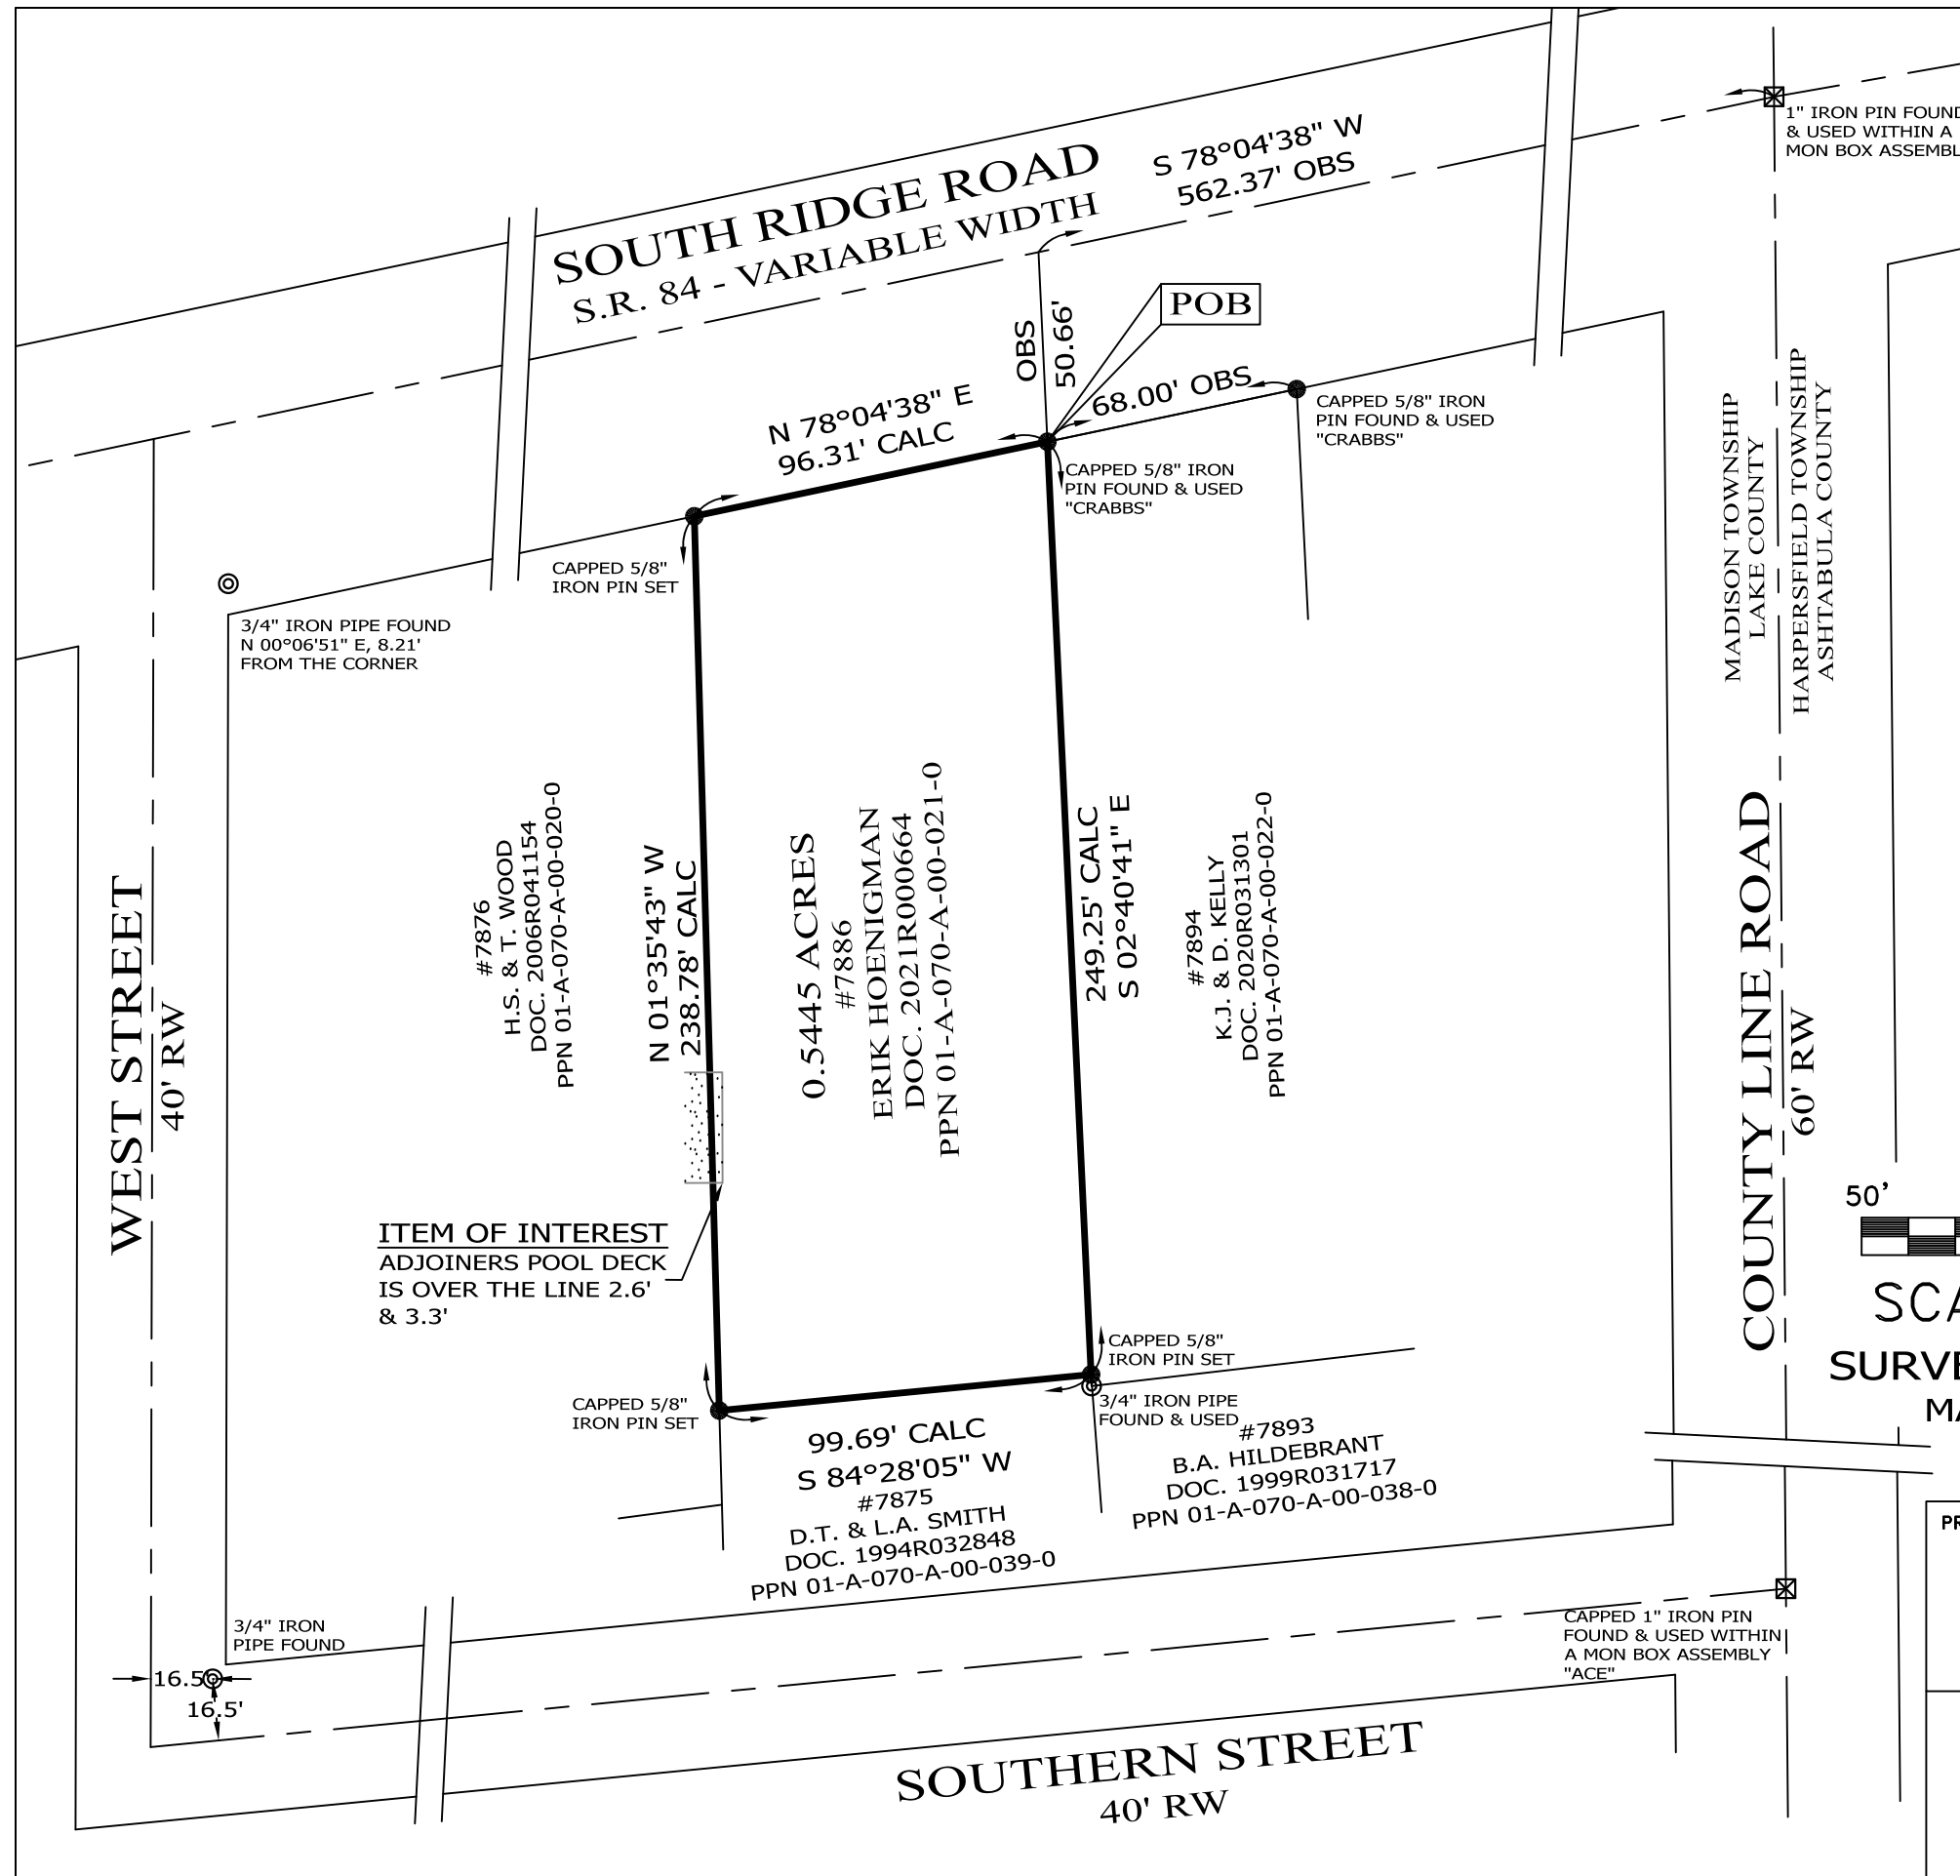 SOUTH RIDGE ROAD
S.R. 84 - VARIABLE WIDTH
S 78°04'38" W
562.37' OBS
1" IRON PIN FOUND
& USED WITHIN A
MON BOX
POB
OBS
50.66'
68.00' OBS
N 78°04'38" E
96.31' CALC
CAPPED 5/8" IRON
PIN FOUND & USED
"CRABBS"
CAPPED 5/8" IRON
PIN FOUND & USED
"CRABBS"
CAPPED 5/8"
IRON PIN SET
3/4" IRON PIPE FOUND
N 00°06'51" E, 8.21'
FROM THE CORNER
MADISON TOWNSHIP
LAKE COUNTY
HARPERSFIELD TOWNSHIP
ASHTABULA COUNTY
WEST STREET
40' RW
#7876
H.S. & T. WOOD
DOC. 2006R041154
PPN 01-A-070-A-00-020-0
N 01°35'43" W
238.78' CALC
0.5445 ACRES
#7886
ERIK HOENIGMAN
DOC. 2021R000664
PPN 01-A-070-A-00-021-0
249.25' CALC
S 02°40'41" E
#7894
K.J. & D. KELLY
DOC. 2020R031301
PPN 01-A-070-A-00-022-0
COUNTY LINE ROAD
60' RW
50'
ITEM OF INTEREST
ADJOINERS POOL DECK
IS OVER THE LINE 2.6'
& 3.3'
CAPPED 5/8"
IRON PIN SET
CAPPED 5/8"
IRON PIN SET
3/4" IRON PIPE
FOUND & USED
99.69' CALC
S 84°28'05" W
#7875
D.T. & L.A. SMITH
DOC. 1994R032848
PPN 01-A-070-A-00-039-0
#7893
B.A. HILDEBRANT
DOC. 1999R031717
PPN 01-A-070-A-00-038-0
3/4" IRON
PIPE FOUND
16.5'
16.5'
CAPPED 1" IRON PIN
FOUND & USED WITHIN
A MON BOX ASSEMBLY
"ACE"
SOUTHERN STREET
40' RW